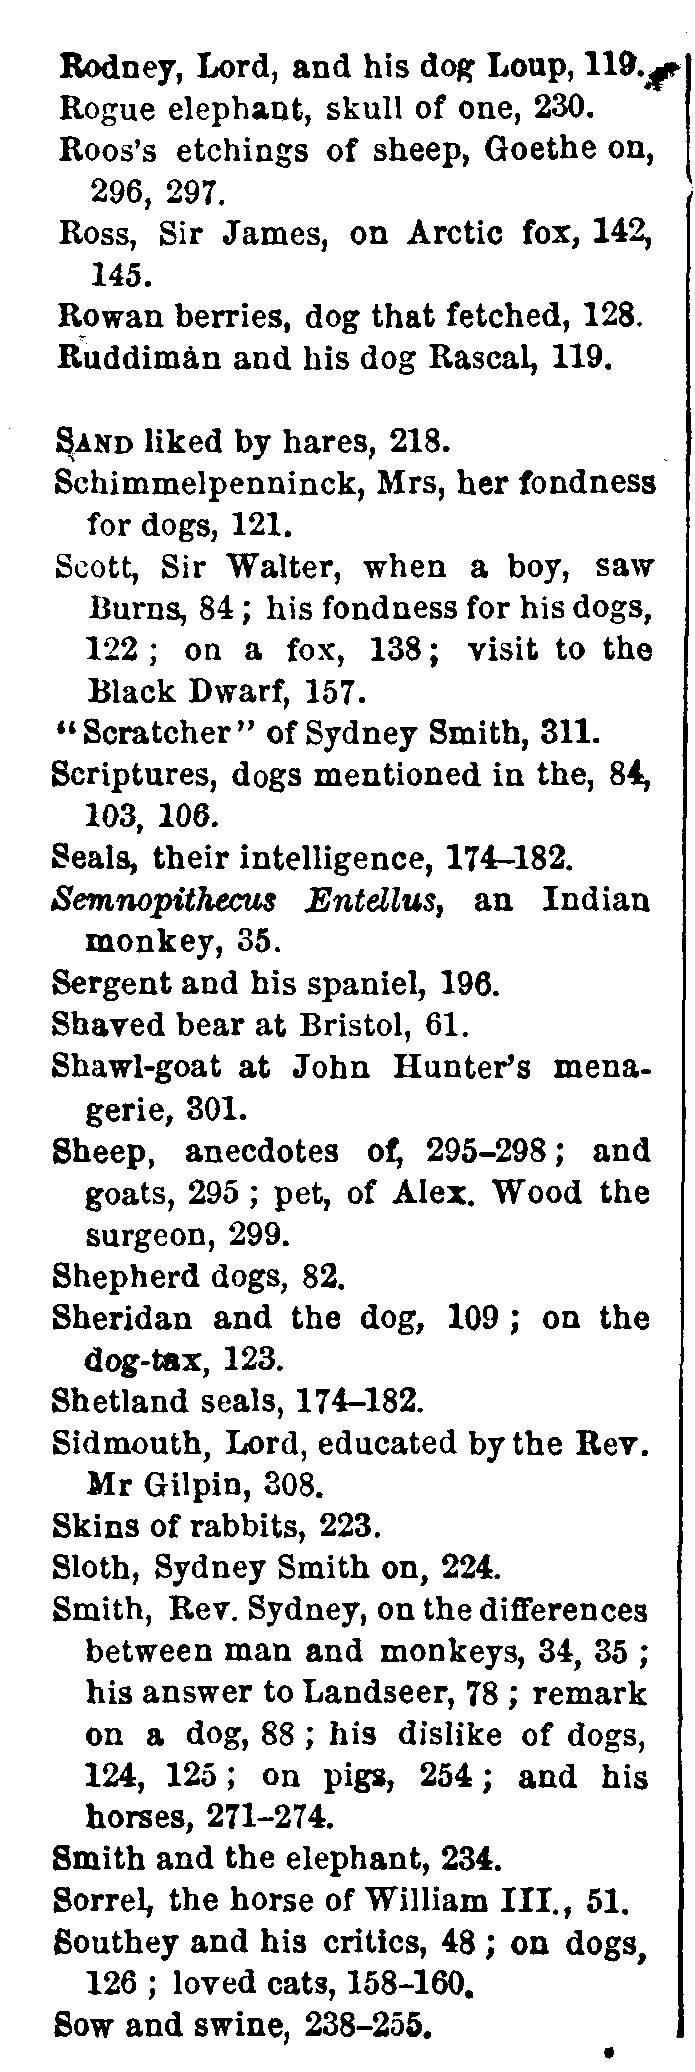 Rodney, Lord, and his dog Loup, 119.
Rogue elephant, skull of one, 230.
Roos's etchings of sheep, Goethe on,
296, 297.
Ross, Sir James, on Arctic fox, 142,
145.
Rowan berries, dog that fetched, 128.
Ruddiman and his dog Rascal, 119.
SAND liked by hares, 218.
Schimmelpenninck, Mrs, her fondness
for dogs, 121.
Scott, Sir Walter, when a boy, saw
Burns, 84; his fondness for his dogs,
122; on a fox, 138; visit to the
Black Dwarf, 157.
"Scratcher" of Sydney Smith, 311.
Scriptures, dogs mentioned in the, 84,
103, 106.
Seals, their intelligence, 174–182.
Semnopithecus Entellus, an Indian
monkey, 35.
Sergent and his spaniel, 196.
Shaved bear at Bristol, 61.
Shawl-goat at John Hunter's mena-
gerie, 301.
Sheep, anecdotes of, 295–298; and
goats, 295; pet, of Alex. Wood the
surgeon, 299.
Shepherd dogs, 82.
Sheridan and the dog, 109; on the
dog-tax, 123.
Shetland seals, 174–182.
Sidmouth, Lord, educated by the Rev.
Mr Gilpin, 308.
Skins of rabbits, 223.
Sloth, Sydney Smith on, 224.
Smith, Rev. Sydney, on the differences
between man and monkeys, 34, 35;
his answer to Landseer, 78; remark
on a dog, 88; his dislike of dogs,
124, 125; on pigs, 254; and his
horses, 271–274.
Smith and the elephant, 234.
Sorrel, the horse of William III., 51.
Southey and his critics, 48; on dogs,
126; loved cats, 158–160.
Sow and swine, 238–255.